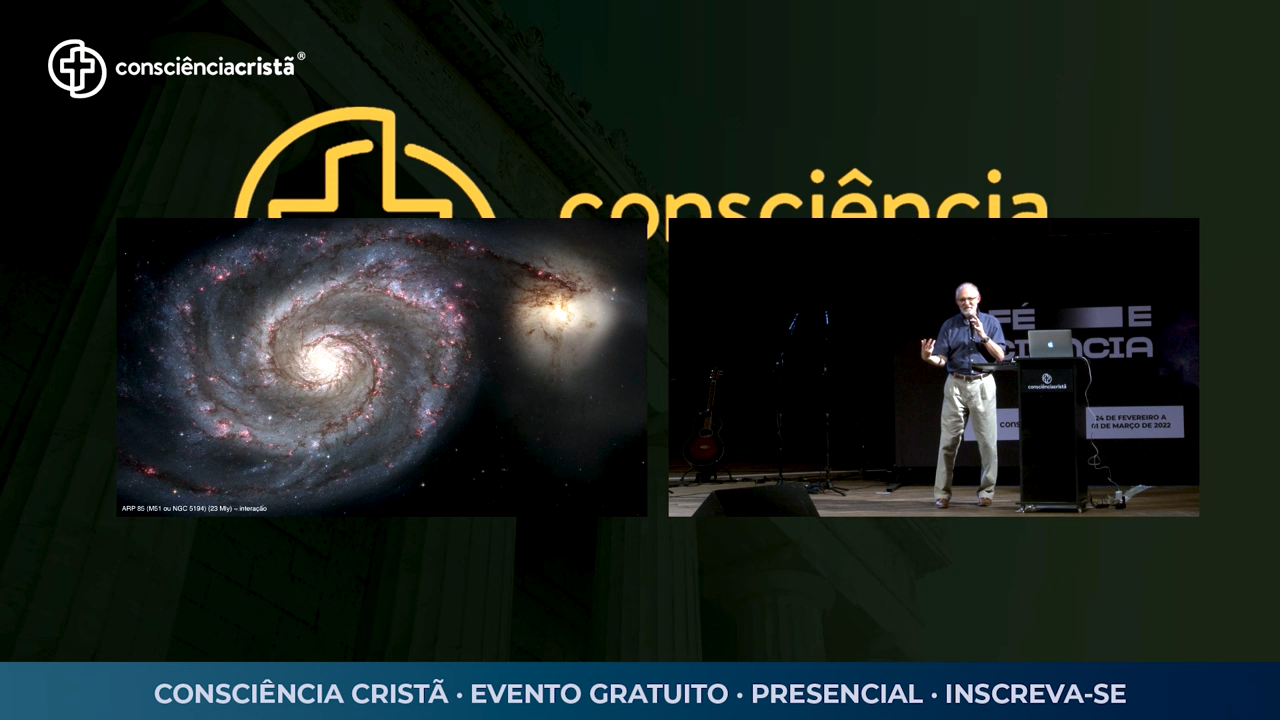 consciênciacristã®
consciência
ARP 85 (M51 ou NGC 5194) (23 Mly) – interação
FÉ E
CIÊNCIA
consciênciacristã
24 DE FEVEREIRO A
01 DE MARÇO DE 2022
CONSCIÊNCIA CRISTÃ · EVENTO GRATUITO · PRESENCIAL · INSCREVA-SE